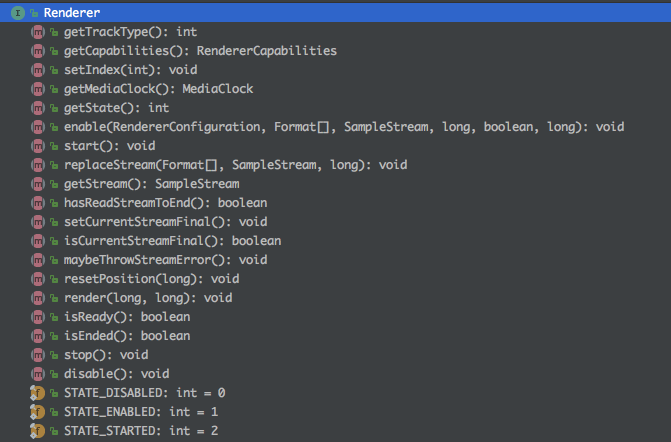 Renderer
getTrackType(): int
getCapabilities(): RendererCapabilities
setIndex(int): void
getMediaClock(): MediaClock
getState(): int
enable(RendererConfiguration, Format[], SampleStream, long, boolean, long): void
start(): void
replaceStream(Format[], SampleStream, long): void
getStream(): SampleStream
hasReadStreamToEnd(): boolean
setCurrentStreamFinal(): void
isCurrentStreamFinal(): boolean
maybeThrowStreamError(): void
resetPosition(long): void
render(long, long): void
isReady(): boolean
isEnded(): boolean
stop(): void
disable(): void
STATE_DISABLED: int = 0
STATE_ENABLED: int = 1
STATE_STARTED: int = 2